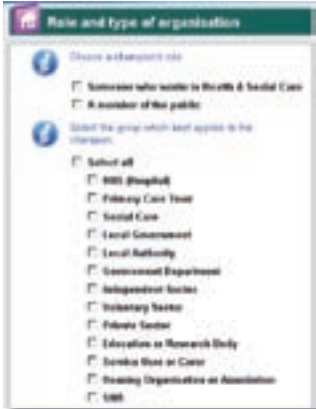 Role and type of organisation
Choose a champion's role
Someone who works in Health & Social Care
A member of the public
Select the group which best applies to the
champion
Select all
NHS (Hospital)
Primary Care Trust
Social Care
Local Government
Local Authority
Government Department
Independent Sector
Voluntary Sector
Private Sector
Education or Research Body
Service User or Carer
Housing Organisation or Association